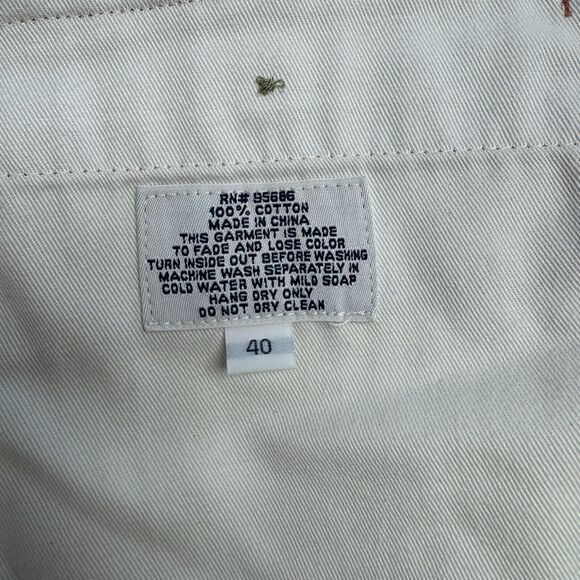 RN# 95686
100% COTTON
MADE IN CHINA
THIS GARMENT IS MADE
TO FADE AND LOSE COLOR
TURN INSIDE OUT BEFORE WASHING
MACHINE WASH SEPARATELY IN
COLD WATER WITH MILD SOAP
HANG DRY ONLY
DO NOT DRY CLEAN
40